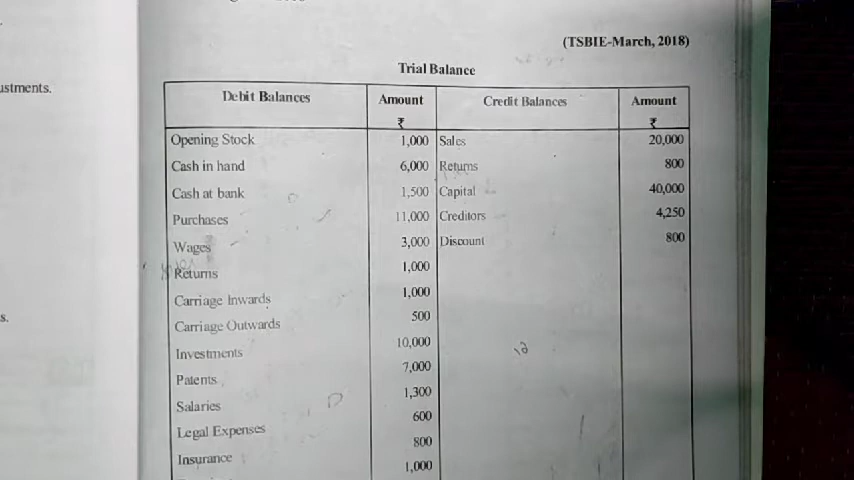 ustments.
s.
(TSBIE-March, 2018)
Trial Balance
Debit Balances Amount ₹ Credit Balances Amount ₹
Opening Stock 1,000 Sales 20,000
Cash in hand 6,000 Returns 800
Cash at bank 1,500 Capital 40,000
Purchases 11,000 Creditors 4,250
Wages 3,000 Discount 800
Returns 1,000
Carriage Inwards 1,000
Carriage Outwards 500
Investments 10,000
Patents 7,000
Salaries 1,300
Legal Expenses 600
Insurance 800
1,000